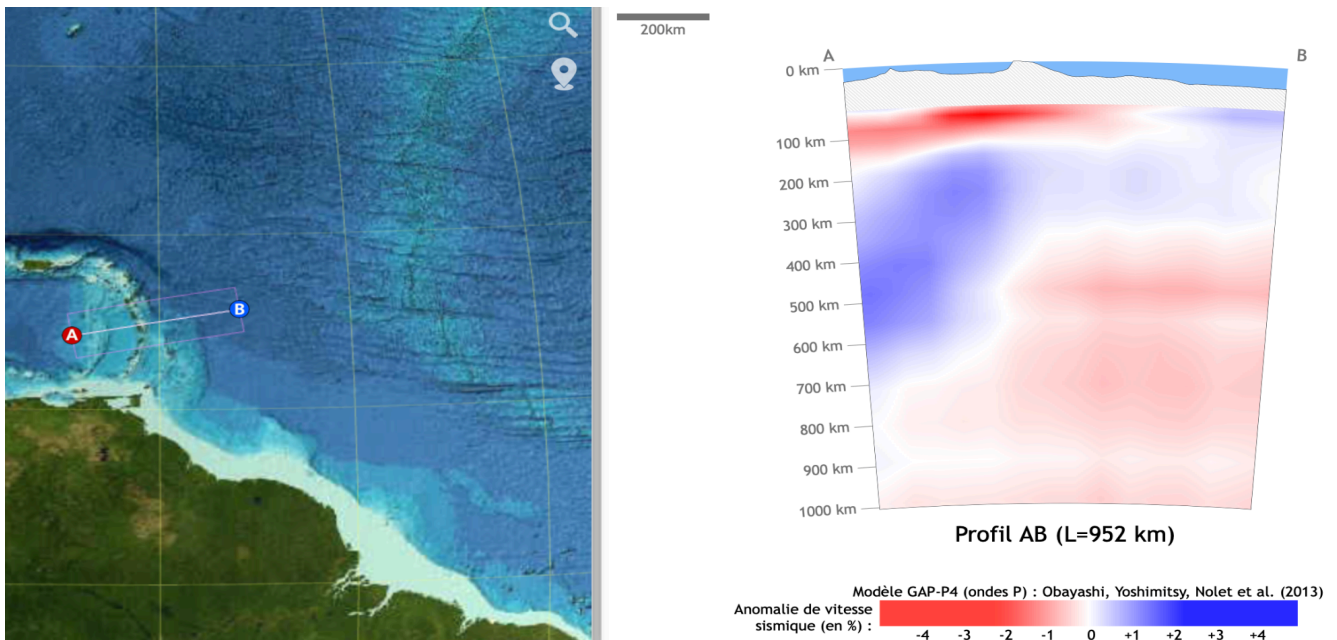 200km
A
B
0 km
100 km
200 km
300 km
400 km
500 km
600 km
700 km
800 km
900 km
1000 km
A
B
Profil AB (L=952 km)
Modèle GAP-P4 (ondes P) : Obayashi, Yoshimitsy, Nolet et al. (2013)
Anomalie de vitesse
sismique (en %) :
-4 -3 -2 -1 0 +1 +2 +3 +4